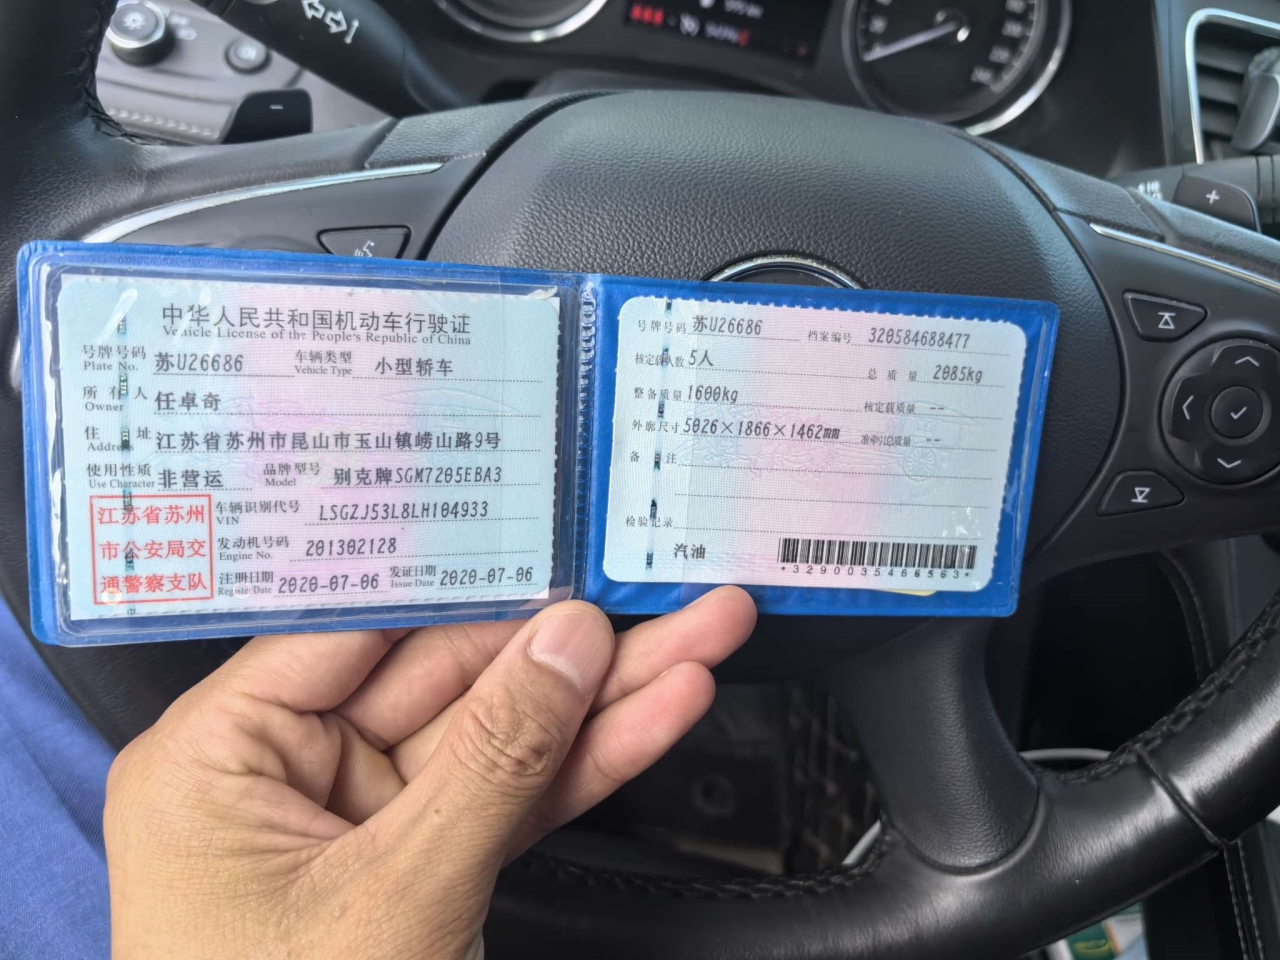 中华人民共和国机动车行驶证
Vehicle License of the People's Republic of China
号牌号码 苏U26686 车辆类型 小型轿车
Plate No. Vehicle Type
所有人 任卓奇
Owner
住址 江苏省苏州市昆山市玉山镇崂山路9号
Address
使用性质 非营运 品牌型号 别克牌SGM7205EBA3
Use Character Model
江苏省苏州
市公安局交
通警察支队
车辆识别代号 LSGZJ53L8LH104933
VIN
发动机号码 201302128
Engine No.
注册日期 2020-07-06 发证日期 2020-07-06
Register Date Issue Date
号牌号码 苏U26686 档案编号 320584688477
核定载人数 5人 总质量 2085kg
整备质量 1600kg 核定载质量 --
外廓尺寸 5026×1866×1462mm 准牵引总质量 --
备注
检验记录
汽油
*3290035466563*